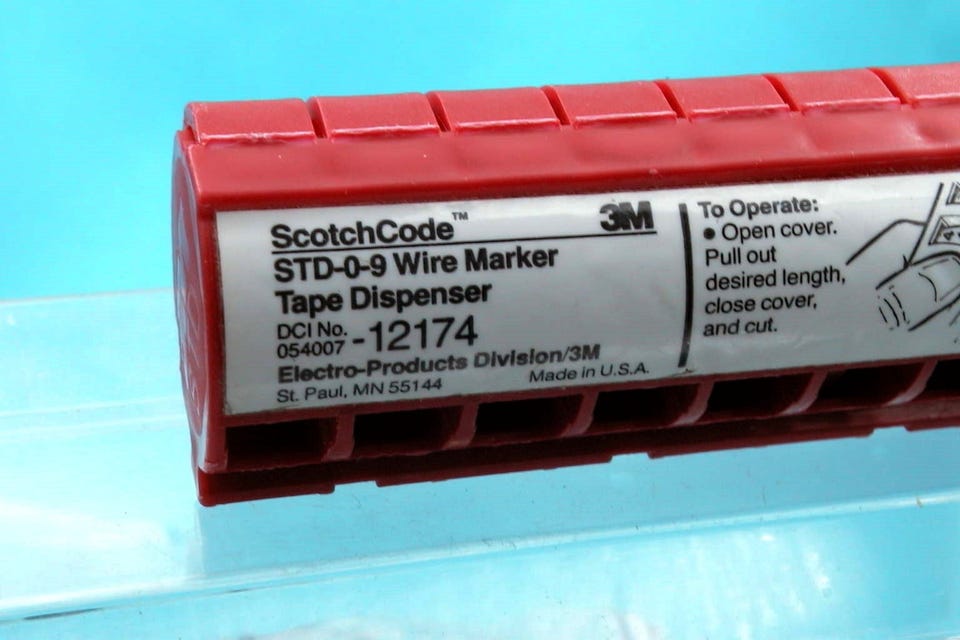 ScotchCode™ 3M
STD-0-9 Wire Marker
Tape Dispenser
DCI No.
054007 -12174
Electro-Products Division/3M
St. Paul, MN 55144 Made in U.S.A.
To Operate:
• Open cover.
Pull out
desired length,
close cover,
and cut.